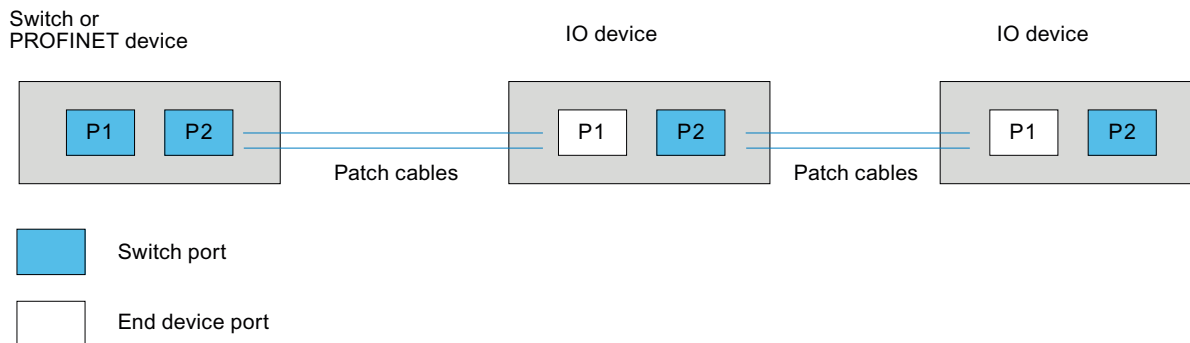 Switch or
PROFINET device
IO device
IO device
P1
P2
P1
P2
P1
P2
Patch cables
Patch cables
Switch port
End device port